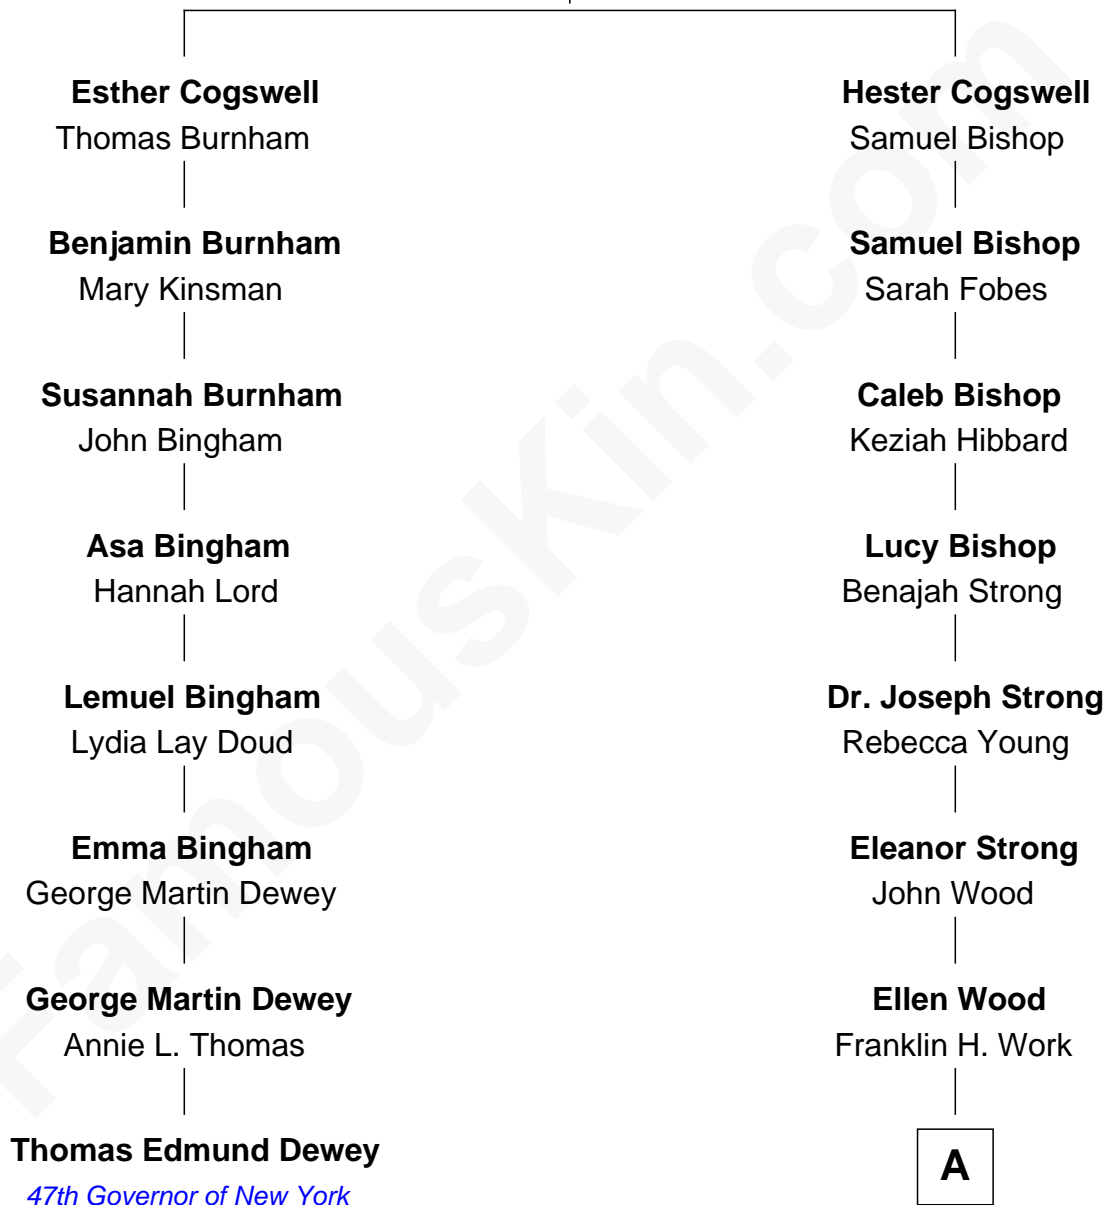 Esther Cogswell
Thomas Burnham
Benjamin Burnham
Mary Kinsman
Susannah Burnham
John Bingham
Asa Bingham
Hannah Lord
Lemuel Bingham
Lydia Lay Doud
Emma Bingham
George Martin Dewey
George Martin Dewey
Annie L. Thomas
Thomas Edmund Dewey
47th Governor of New York
Hester Cogswell
Samuel Bishop
Samuel Bishop
Sarah Fobes
Caleb Bishop
Keziah Hibbard
Lucy Bishop
Benajah Strong
Dr. Joseph Strong
Rebecca Young
Eleanor Strong
John Wood
Ellen Wood
Franklin H. Work
A
FamousKin.com